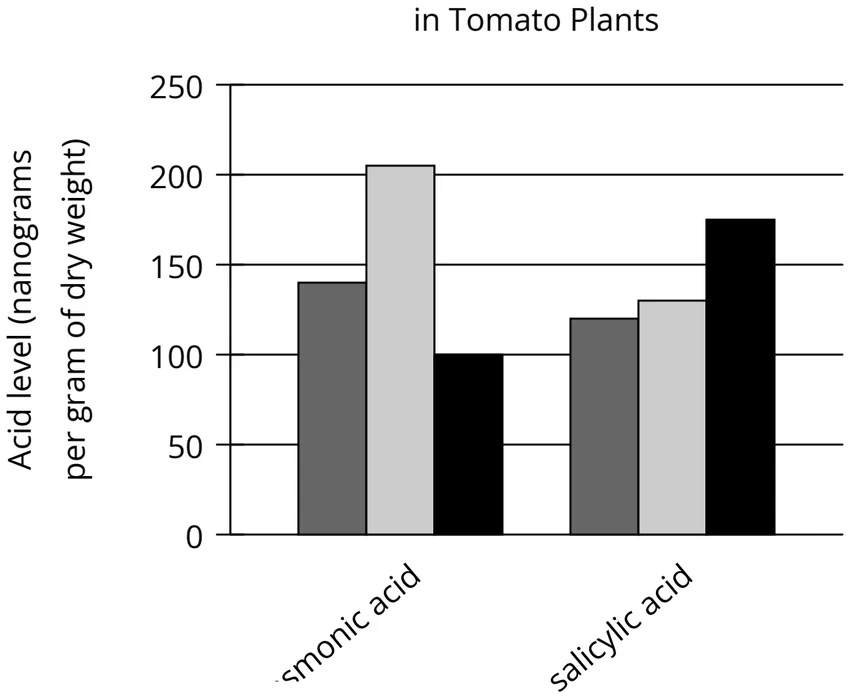 in Tomato Plants
Acid level (nanograms
per gram of dry weight)
250
200
150
100
50
0
acid
salicylic acid